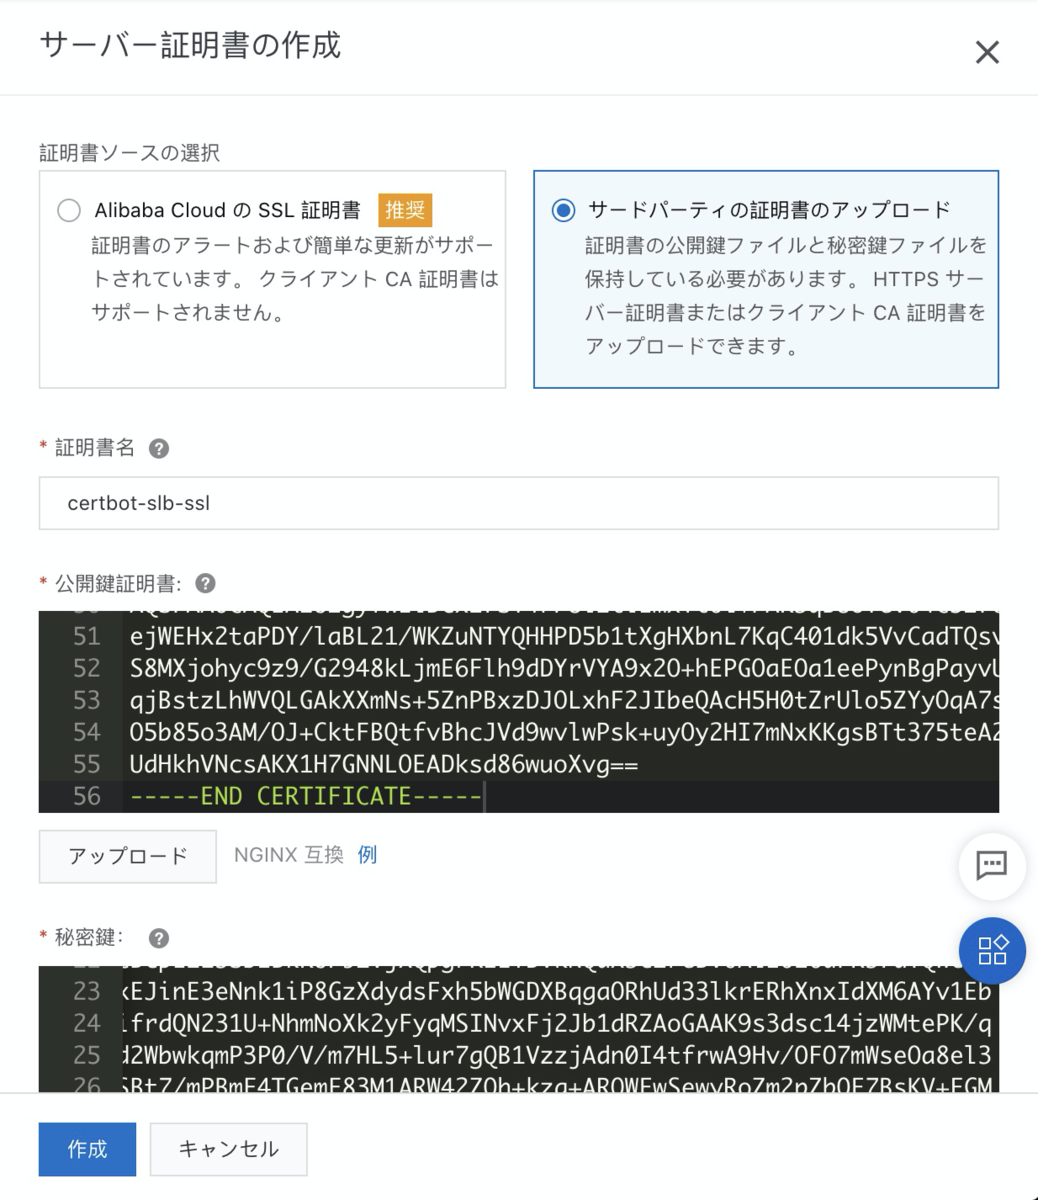 サーバー証明書の作成
証明書ソースの選択
Alibaba Cloud の SSL 証明書 推奨
証明書のアラートおよび簡単な更新がサポー
トされています。 クライアント CA 証明書は
サポートされません。
サードパーティの証明書のアップロード
証明書の公開鍵ファイルと秘密鍵ファイルを
保持している必要があります。 HTTPS サー
バー証明書またはクライアント CA 証明書を
アップロードできます。
* 証明書名 ?
certbot-slb-ssl
* 公開鍵証明書: ?
51 ejWEHx2taPDY/laBL21/WKZuNTYQHHPD5b1tXgHXbnL7KqC401dk5VvCadTQsv
52 S8MXjohyc9z9/G2948kLjmE6Flh9dDYrVYA9x2O+hEPGOaEOa1eePynBgPayvU
53 qjBstzLhWVQLGAkXXmNs+5ZnPBxzDJOLxhF2JIbeQAcH5H0tZrUlo5ZYyOqA7s
54 O5b85o3AM/OJ+CktFBQtfvBhcJVd9wvlwPsk+uyOy2HI7mNxKKgsBTt375teA2
55 UdHkhVNcsAKX1H7GNNLOEADksd86wuoXvg==
56 -----END CERTIFICATE-----
アップロード NGINX 互換 例
* 秘密鍵: ?
23 kEJinE3eNnk1iP8GzXdydsFxh5bWGDXBqgaORhUd33lkrERhXnxIdXM6AYv1Eb
24 ifrdQN231U+NhmNoXk2yFyqMSINvxFj2Jb1dRZAoGAAK9s3dsc14jzWMtePK/q
25 d2WbwkqmP3P0/V/m7HL5+lur7gQB1VzzjAdn0I4tfrwA9Hv/OFO7mWseOa8el3
26
作成 キャンセル